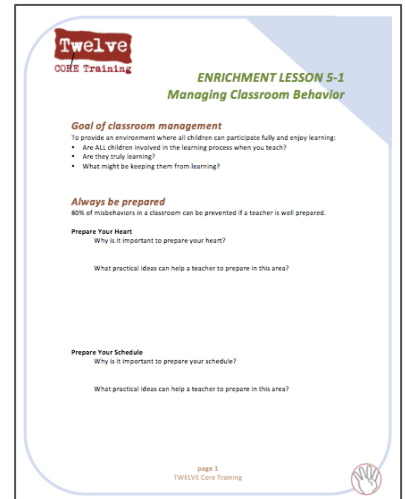 Twelve
CORE Training
ENRICHMENT LESSON 5-1
Managing Classroom Behavior
Goal of classroom management
To provide an environment where all children can participate fully and enjoy learning:
• Are ALL children involved in the learning process when you teach?
• Are they truly learning?
• What might be keeping them from learning?
Always be prepared
80% of misbehaviors in a classroom can be prevented if a teacher is well prepared.
Prepare Your Heart
Why is it important to prepare your heart?
What practical ideas can help a teacher to prepare in this area?
Prepare Your Schedule
Why is it important to prepare your schedule?
What practical ideas can help a teacher to prepare in this area?
page 1
TWELVE Core Training